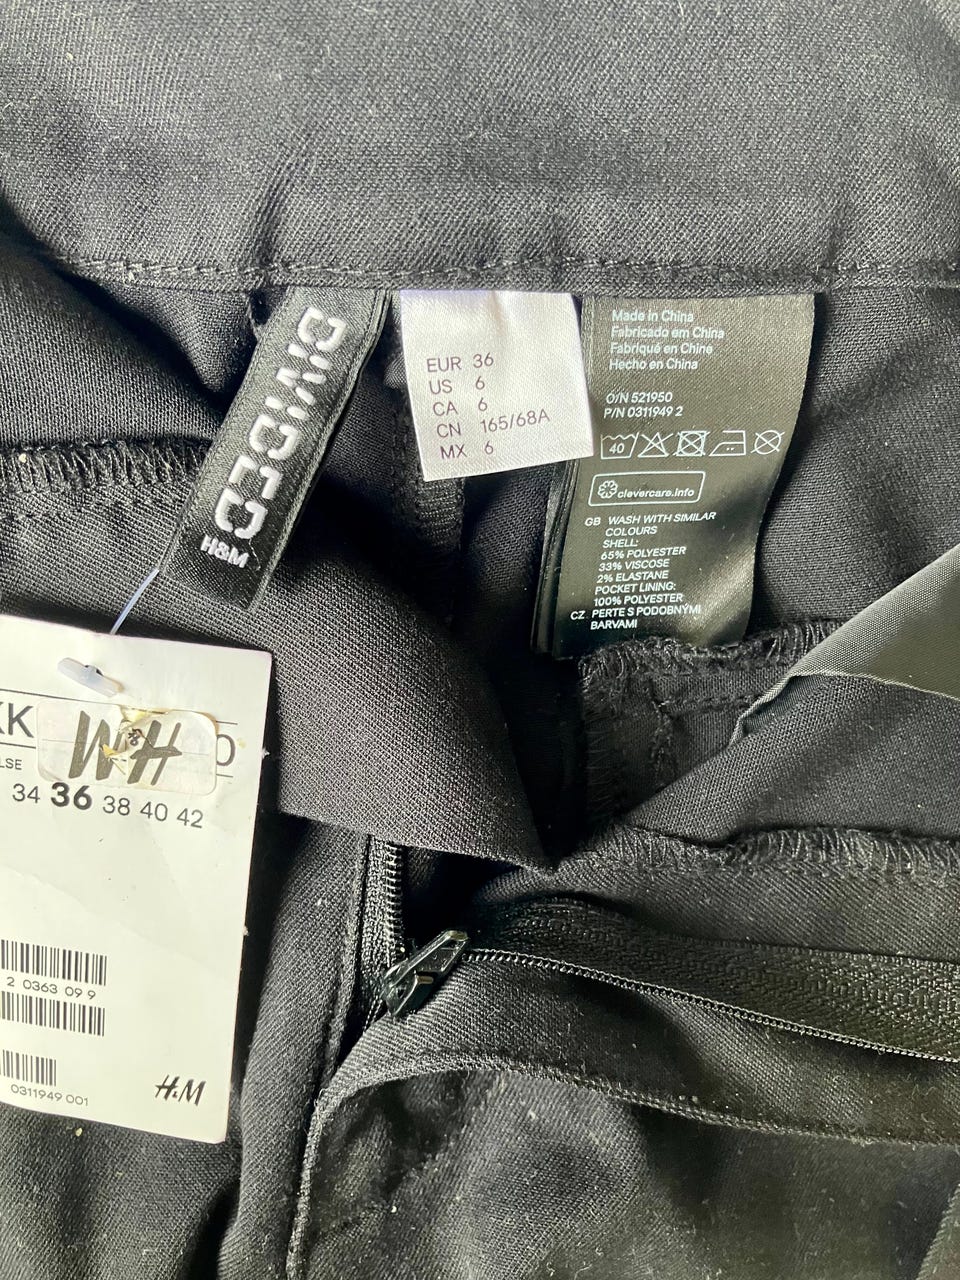 DIVIDED
H&M
EUR 36
US 6
CA 6
CN 165/68A
MX 6
Made in China
Fabricado em China
Fabriqué en Chine
Hecho en China
O/N 521950
P/N 0311949 2
40
clevercare.info
GB WASH WITH SIMILAR
COLOURS
SHELL:
65% POLYESTER
33% VISCOSE
2% ELASTANE
POCKET LINING:
100% POLYESTER
CZ PERTE S PODOBNÝMI
BARVAMI
KK
LSE
34 36 38 40 42
2 0363 09 9
0311949 001
H&M